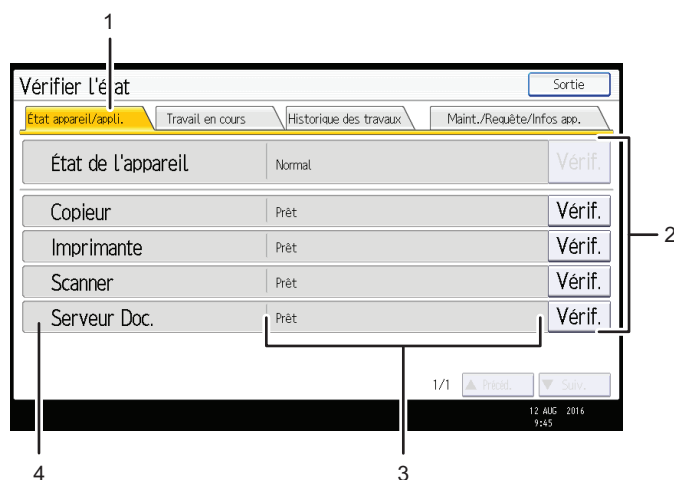 1
Vérifier l'état
Sortie
État appareil/appli. Travail en cours Historique des travaux Maint./Requête/Infos app.
État de l'appareil Normal Vérif.
Copieur Prêt Vérif.
2
Imprimante Prêt Vérif.
Scanner Prêt Vérif.
Serveur Doc. Prêt Vérif.
1/1 ▲ Précéd. ▼ Suiv.
12 AUG 2016
9:45
4 3